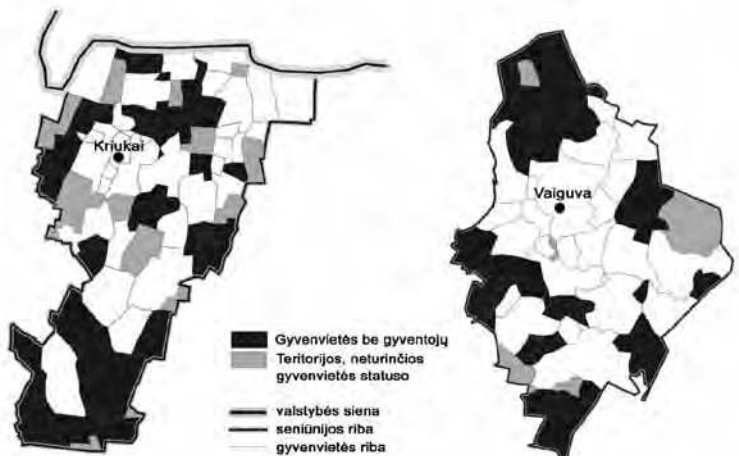 Kriukai
Vaiguva
Gyvenvietės be gyventojų
Teritorijos, neturinčios
gyvenvietės statuso
valstybės siena
seniūnijos riba
gyvenvietės riba